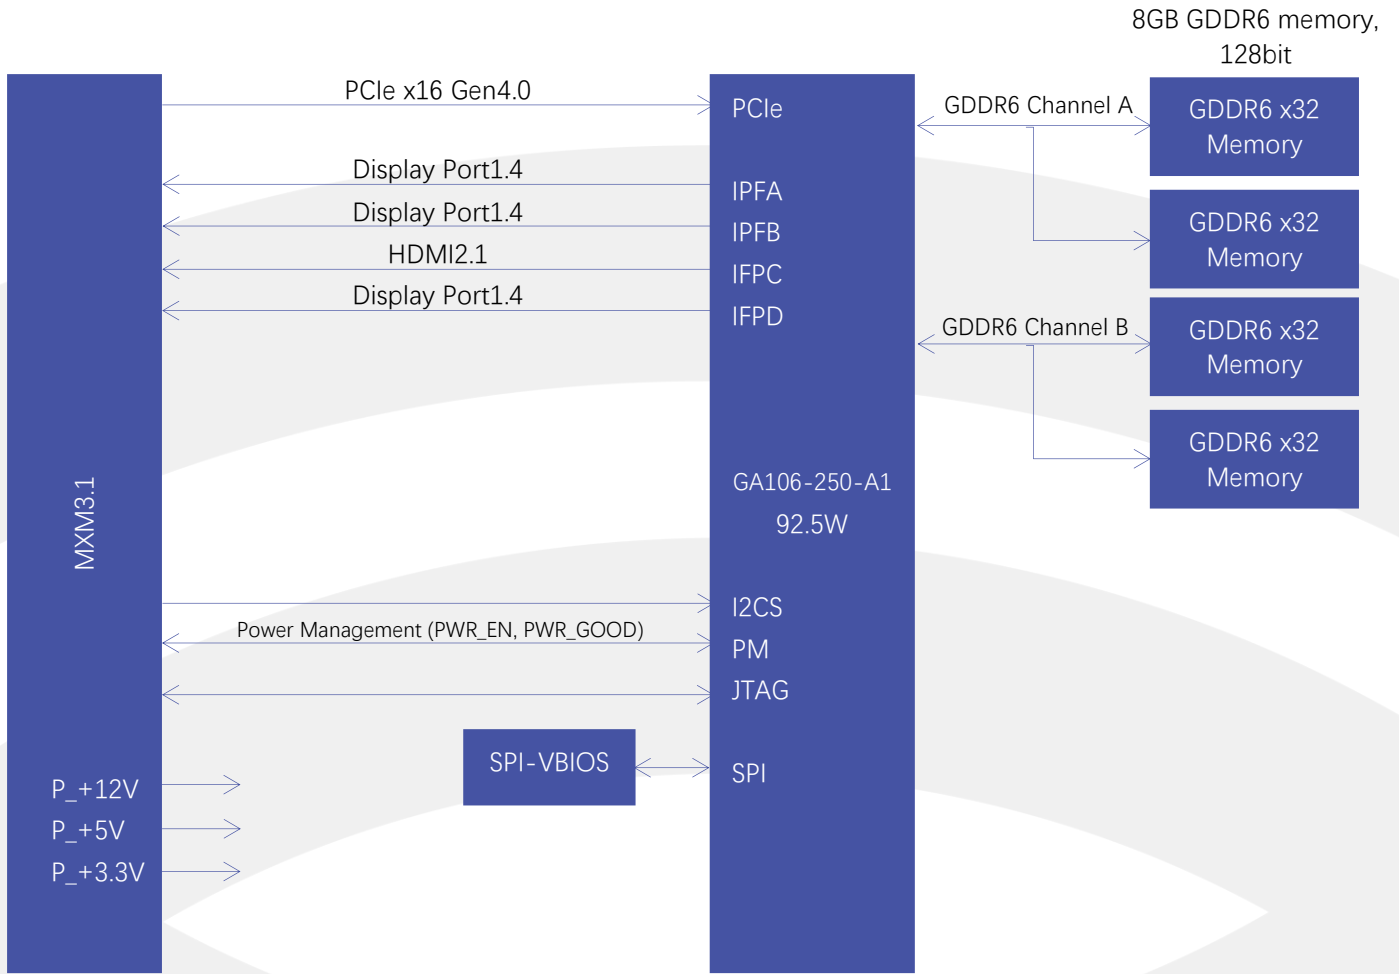 8GB GDDR6 memory,
128bit
MXM3.1
PCIe x16 Gen4.0
Display Port1.4
Display Port1.4
HDMI2.1
Display Port1.4
Power Management (PWR_EN, PWR_GOOD)
SPI-VBIOS
P_+12V
P_+5V
P_+3.3V
PCIe
IPFA
IPFB
IFPC
IFPD
GA106-250-A1
92.5W
I2CS
PM
JTAG
SPI
GDDR6 Channel A
GDDR6 Channel B
GDDR6 x32
Memory
GDDR6 x32
Memory
GDDR6 x32
Memory
GDDR6 x32
Memory